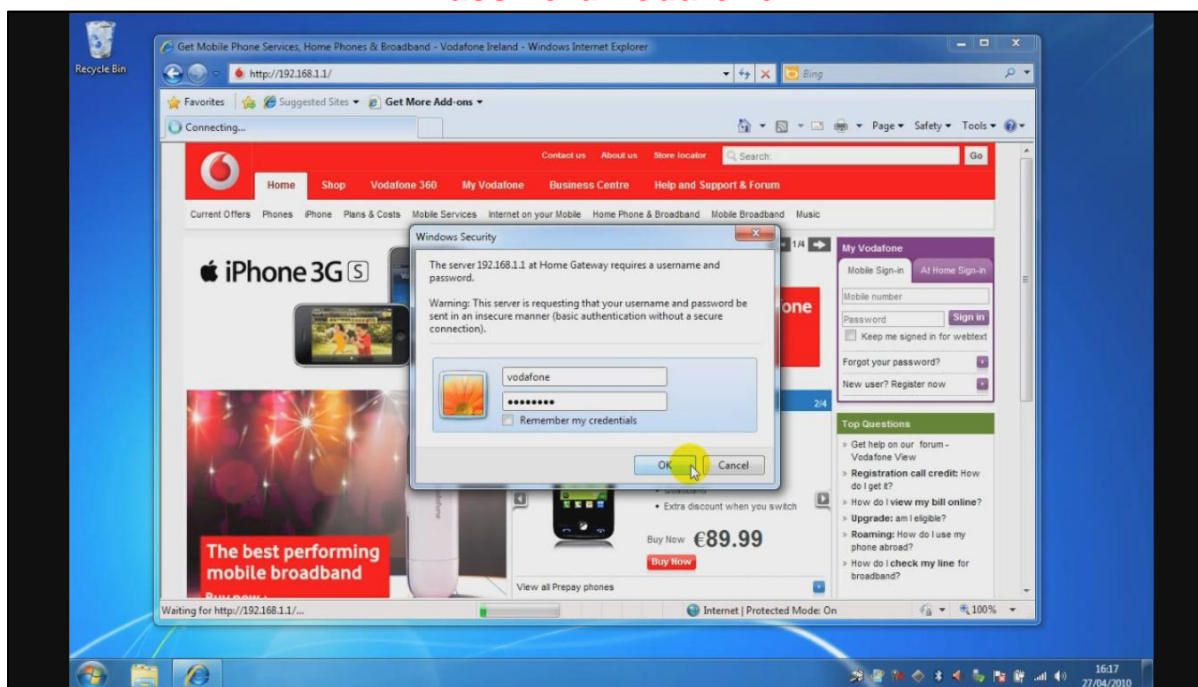 Recycle Bin
Get Mobile Phone Services, Home Phones & Broadband - Vodafone Ireland - Windows Internet Explorer
http://192.168.1.1/
Bing
Favorites Suggested Sites Get More Add-ons
Connecting...
Page Safety Tools
Contact us About us Store locator Search: Go
Home Shop Vodafone 360 My Vodafone Business Centre Help and Support & Forum
Current Offers Phones iPhone Plans & Costs Mobile Services Internet on your Mobile Home Phone & Broadband Mobile Broadband Music
iPhone 3G S
Windows Security
The server 192.168.1.1 at Home Gateway requires a username and
password.
Warning: This server is requesting that your username and password be
sent in an insecure manner (basic authentication without a secure
connection).
vodafone
••••••••
Remember my credentials
OK Cancel
1/4
one
2/4
My Vodafone
Mobile Sign-in At Home Sign-in
Mobile number
Password Sign in
Keep me signed in for webtext
Forgot your password?
New user? Register now
Top Questions
» Get help on our forum -
Vodafone View
» Registration call credit: How
do I get it?
» How do I view my bill online?
» Upgrade: am I eligible?
» Roaming: How do I use my
phone abroad?
» How do I check my line for
broadband?
• Extra discount when you switch
Buy Now €89.99
Buy Now
View all Prepay phones
The best performing
mobile broadband
Waiting for http://192.168.1.1/...
Internet | Protected Mode: On
100%
16:17
27/04/2010